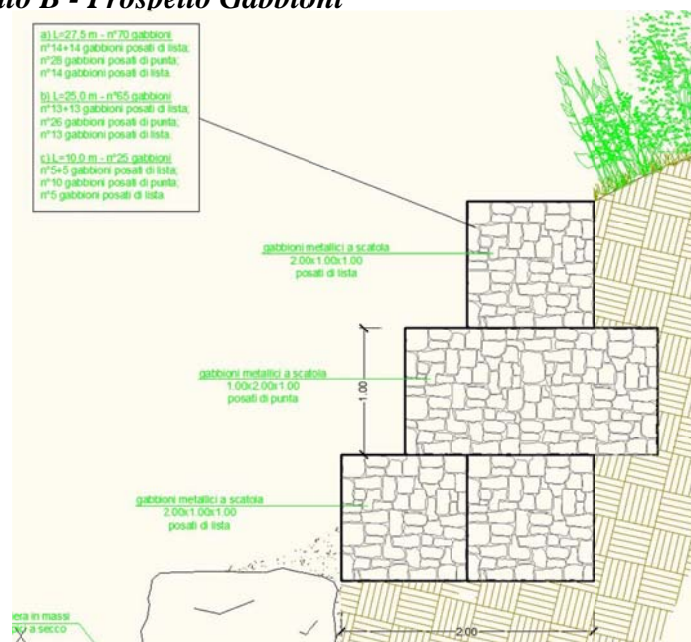 B - Prospetto Gabbioni
a) L=27,5 m - n°70 gabbioni
n°14+14 gabbioni posati di lista;
n°28 gabbioni posati di punta;
n°14 gabbioni posati di lista.
b) L=25,0 m - n°65 gabbioni
n°13+13 gabbioni posati di lista;
n°26 gabbioni posati di punta;
n°13 gabbioni posati di lista.
c) L=10,0 m - n°25 gabbioni
n°5+5 gabbioni posati di lista;
n°10 gabbioni posati di punta;
n°5 gabbioni posati di lista
gabbioni metallici a scatola
2.00x1.00x1.00
posati di lista
gabbioni metallici a scatola
1.00x2.00x1.00
posati di punta
1.00
gabbioni metallici a scatola
2.00x1.00x1.00
posati di lista
in massi
a secco
2.00